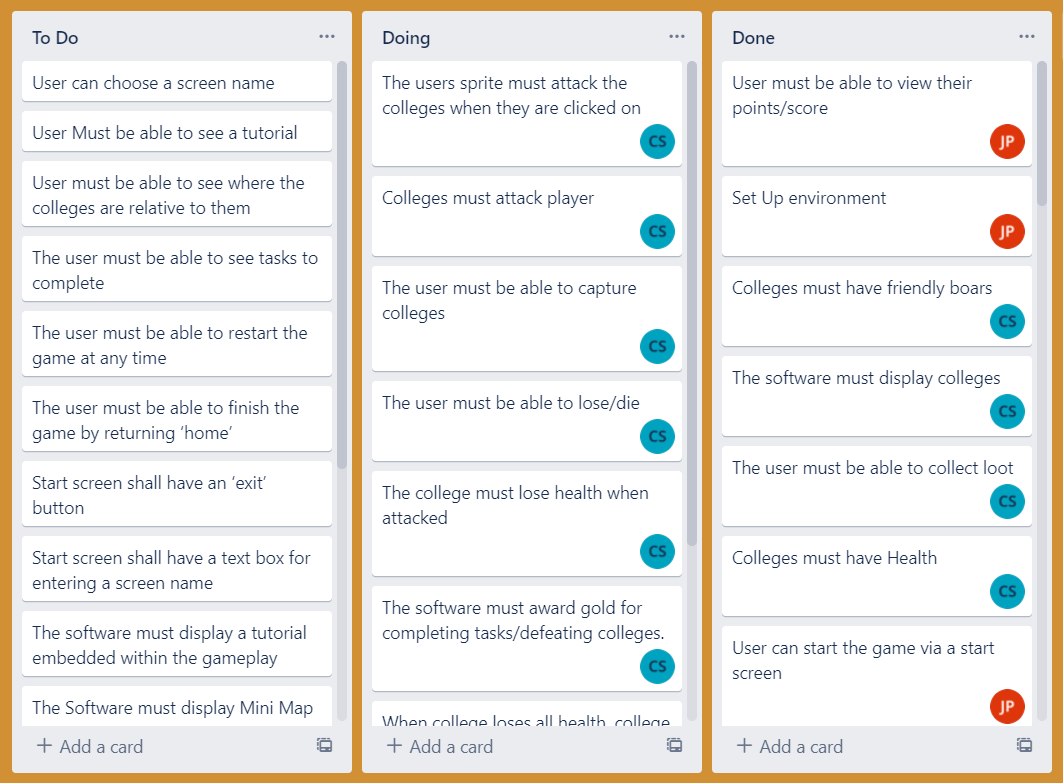 To Do
User can choose a screen name
User Must be able to see a tutorial
User must be able to see where the
colleges are relative to them
The user must be able to see tasks to
complete
The user must be able to restart the
game at any time
The user must be able to finish the
game by returning ‘home’
Start screen shall have an ‘exit’
button
Start screen shall have a text box for
entering a screen name
The software must display a tutorial
embedded within the gameplay
The Software must display Mini Map
Add a card
Doing
The users sprite must attack the
colleges when they are clicked on
CS
Colleges must attack player
CS
The user must be able to capture
colleges
CS
The user must be able to lose/die
CS
The college must lose health when
attacked
CS
The software must award gold for
completing tasks/defeating colleges.
CS
When college loses all health, college
Add a card
Done
User must be able to view their
points/score
JP
Set Up environment
JP
Colleges must have friendly boars
CS
The software must display colleges
CS
The user must be able to collect loot
CS
Colleges must have Health
CS
User can start the game via a start
screen
JP
Add a card